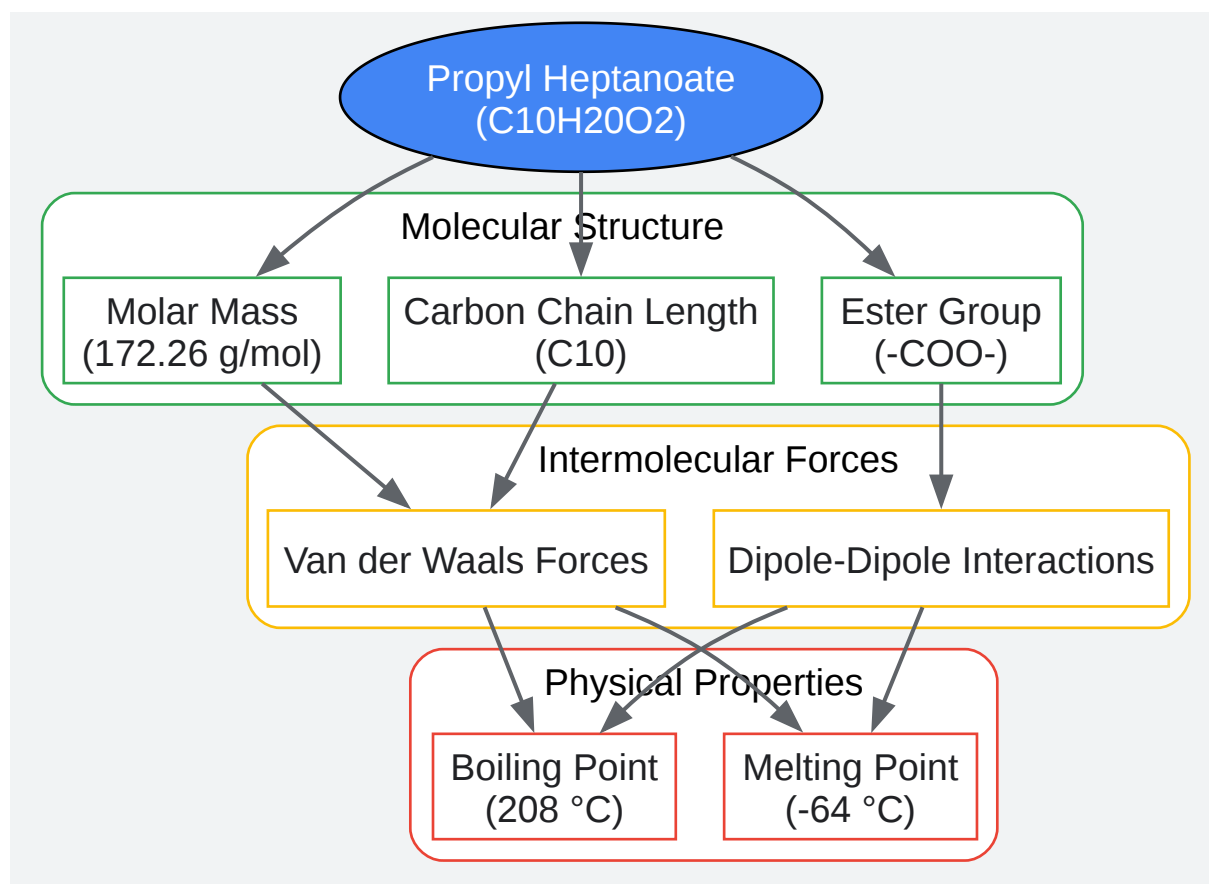 Propyl Heptanoate
(C10H20O2)
Molecular Structure
Molar Mass
(172.26 g/mol)
Carbon Chain Length
(C10)
Ester Group
(-COO-)
Intermolecular Forces
Van der Waals Forces
Dipole-Dipole Interactions
Physical Properties
Boiling Point
(208 °C)
Melting Point
(-64 °C)